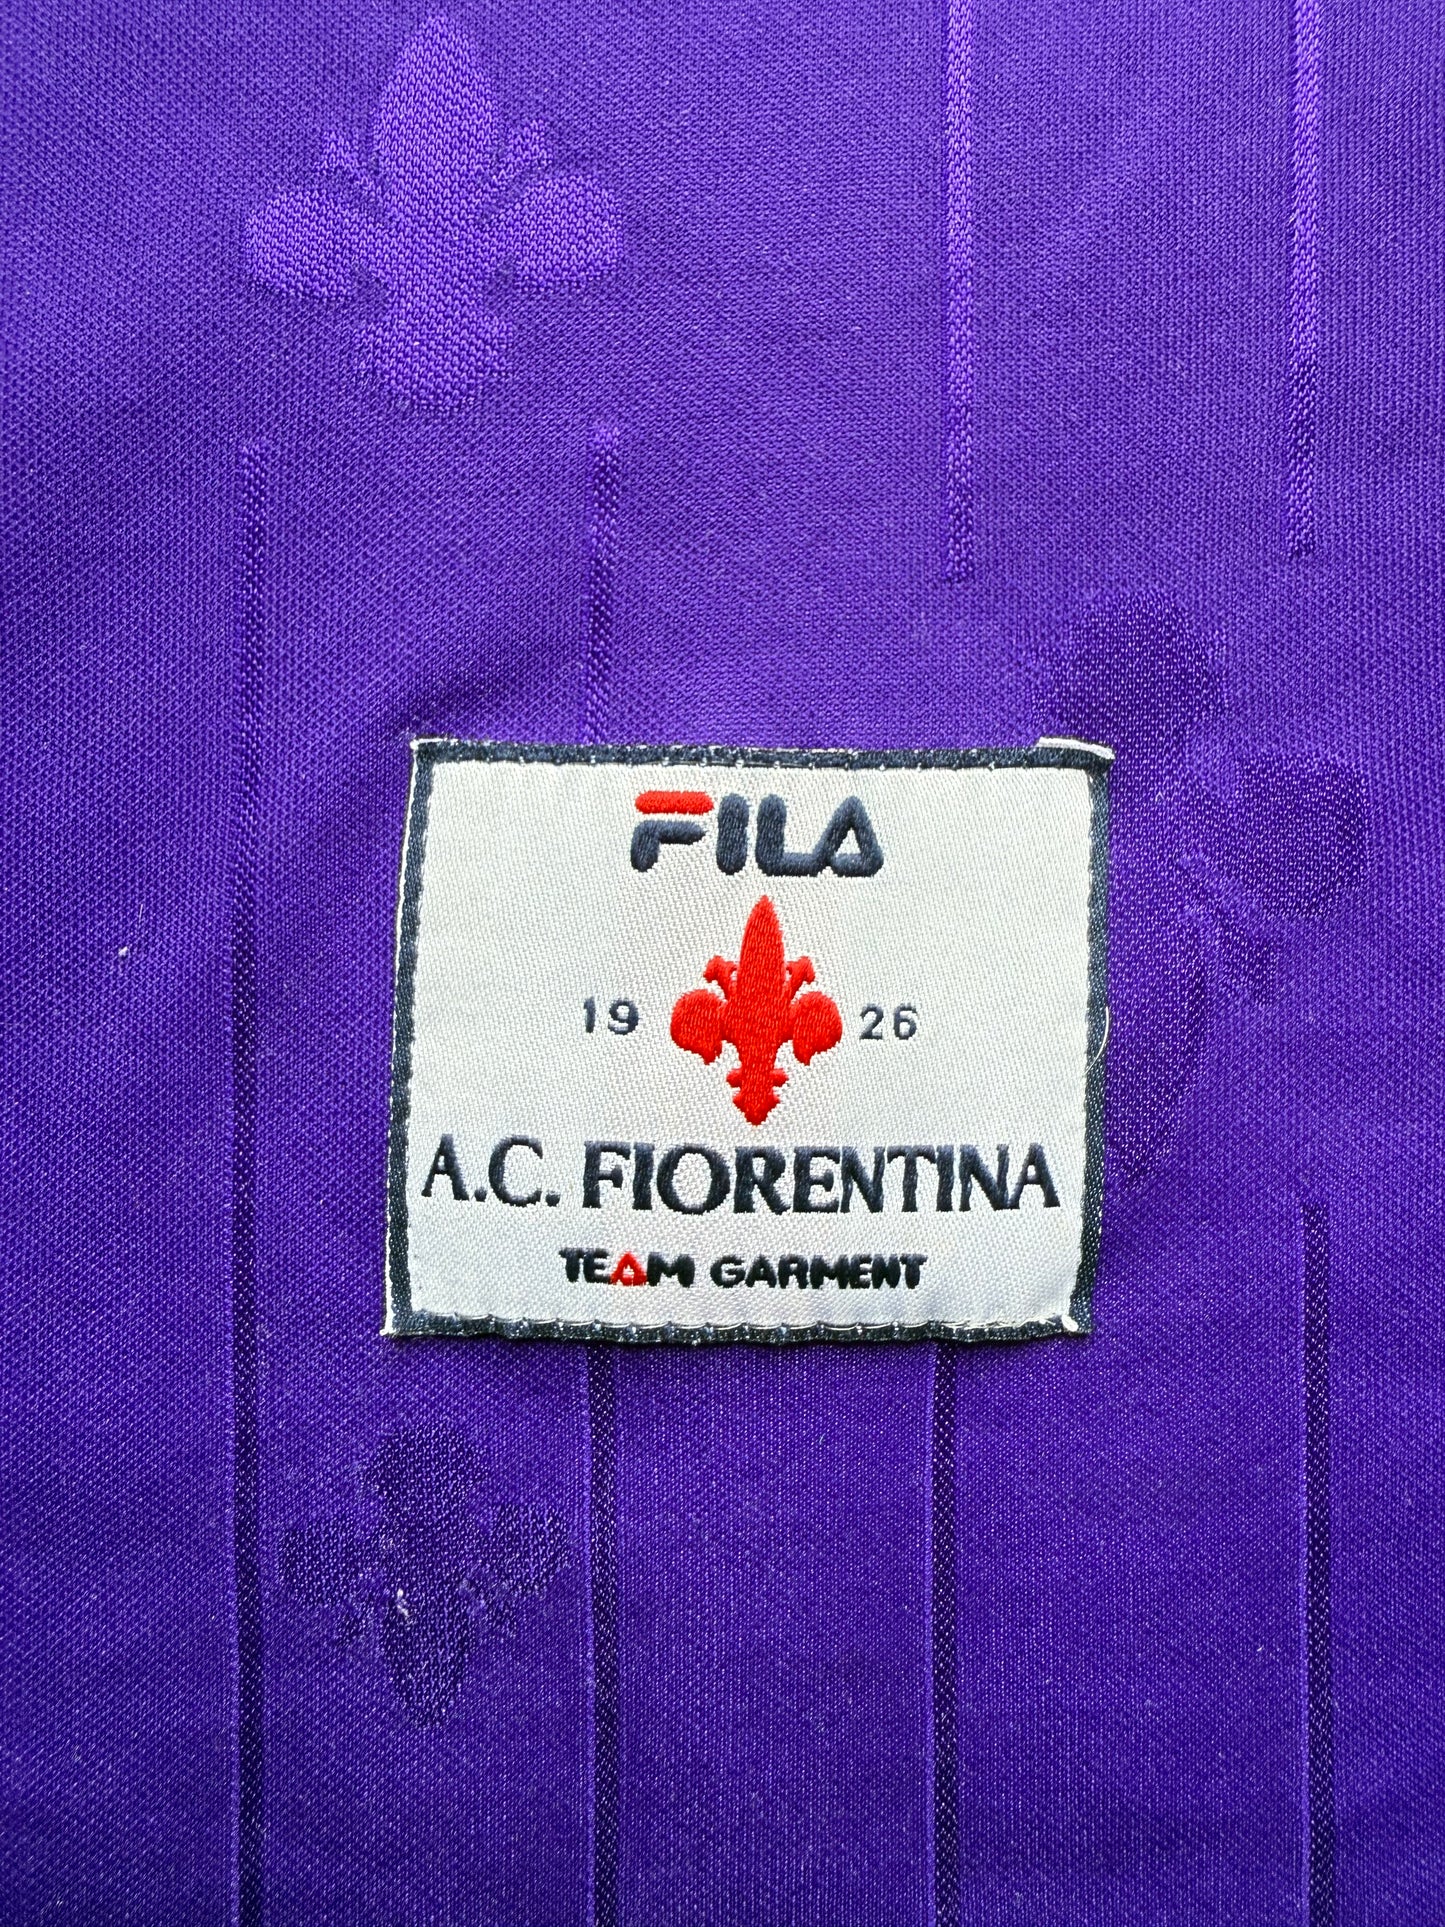 FILA
19 26
A.C. FIORENTINA
TEAM GARMENT